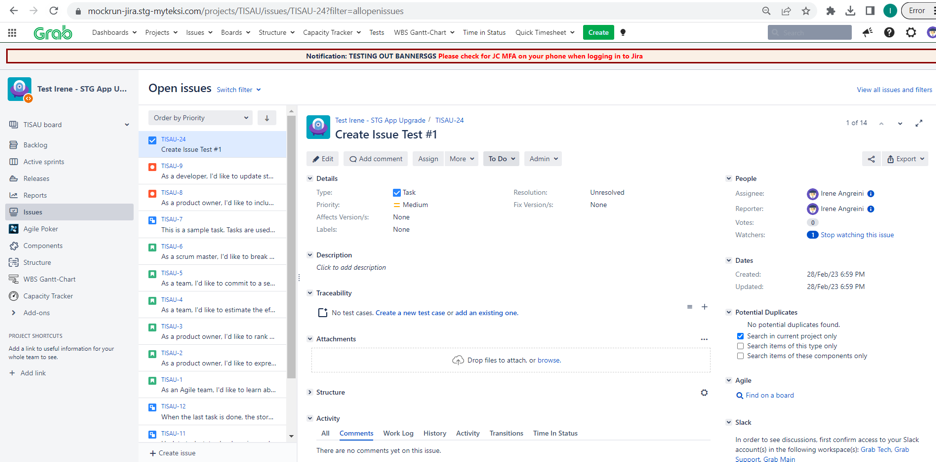 mockrun-jira.stg-myteksi.com/projects/TISAU/issues/TISAU-24?filter=allopenissues
I
Error
Grab
Dashboards Projects Issues Boards Structure Capacity Tracker Tests WBS Gantt-Chart Time in Status Quick Timesheet Create
Notification: TESTING OUT BANNERSGS Please check for JC MFA on your phone when logging in to Jira
Test Irene - STG App U...
TISAU board
Backlog
Active sprints
Releases
Reports
Issues
Agile Poker
Components
Structure
WBS Gantt-Chart
Capacity Tracker
Add-ons
PROJECT SHORTCUTS
Add a link to useful information for your
whole team to see.
+ Add link
Open issues Switch filter
View all issues and filters
Order by Priority
TISAU-24
Create Issue Test #1
TISAU-9
As a developer, I'd like to update st...
TISAU-8
As a product owner, I'd like to inclu...
TISAU-7
This is a sample task. Tasks are used...
TISAU-6
As a scrum master, I'd like to break ...
TISAU-5
As a team, I'd like to commit to a se...
TISAU-4
As a team, I'd like to estimate the ef...
TISAU-3
As a product owner, I'd like to rank ...
TISAU-2
As a product owner, I'd like to expre...
TISAU-1
As an Agile team, I'd like to learn ab...
TISAU-12
When the last task is done, the stor...
TISAU-11
+ Create issue
Test Irene - STG App Upgrade / TISAU-24
Create Issue Test #1
1 of 14
Edit Add comment Assign More To Do Admin
Export
Details
Type: Task
Resolution: Unresolved
Priority: Medium
Fix Version/s: None
Affects Version/s: None
Labels: None
Description
Click to add description
Traceability
No test cases. Create a new test case or add an existing one.
Attachments
Drop files to attach, or browse.
Structure
Activity
All Comments Work Log History Activity Transitions Time In Status
There are no comments yet on this issue.
People
Assignee: Irene Angreini
Reporter: Irene Angreini
Votes: 0
Watchers: 1 Stop watching this issue
Dates
Created: 28/Feb/23 6:59 PM
Updated: 28/Feb/23 6:59 PM
Potential Duplicates
No potential duplicates found.
Search in current project only
Search items of this type only
Search items of these components only
Agile
Find on a board
Slack
In order to see discussions, first confirm access to your Slack
account(s) in the following workspace(s): Grab Tech, Grab
Support, Grab Main